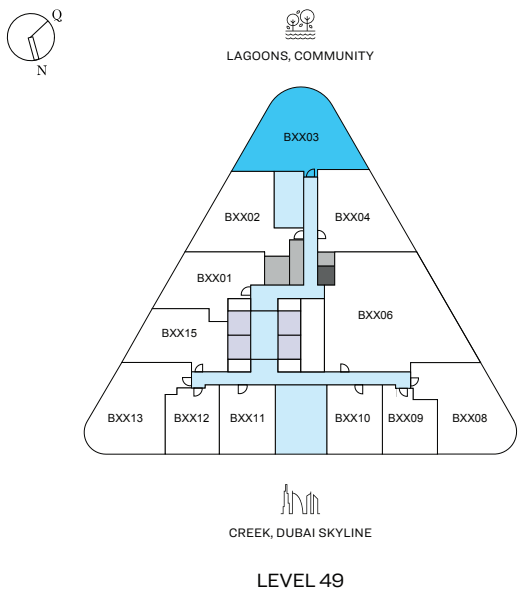 Q
N
LAGOONS, COMMUNITY
BXX03
BXX02
BXX04
BXX01
BXX06
BXX15
BXX13
BXX12
BXX11
BXX10
BXX09
BXX08
CREEK, DUBAI SKYLINE
LEVEL 49